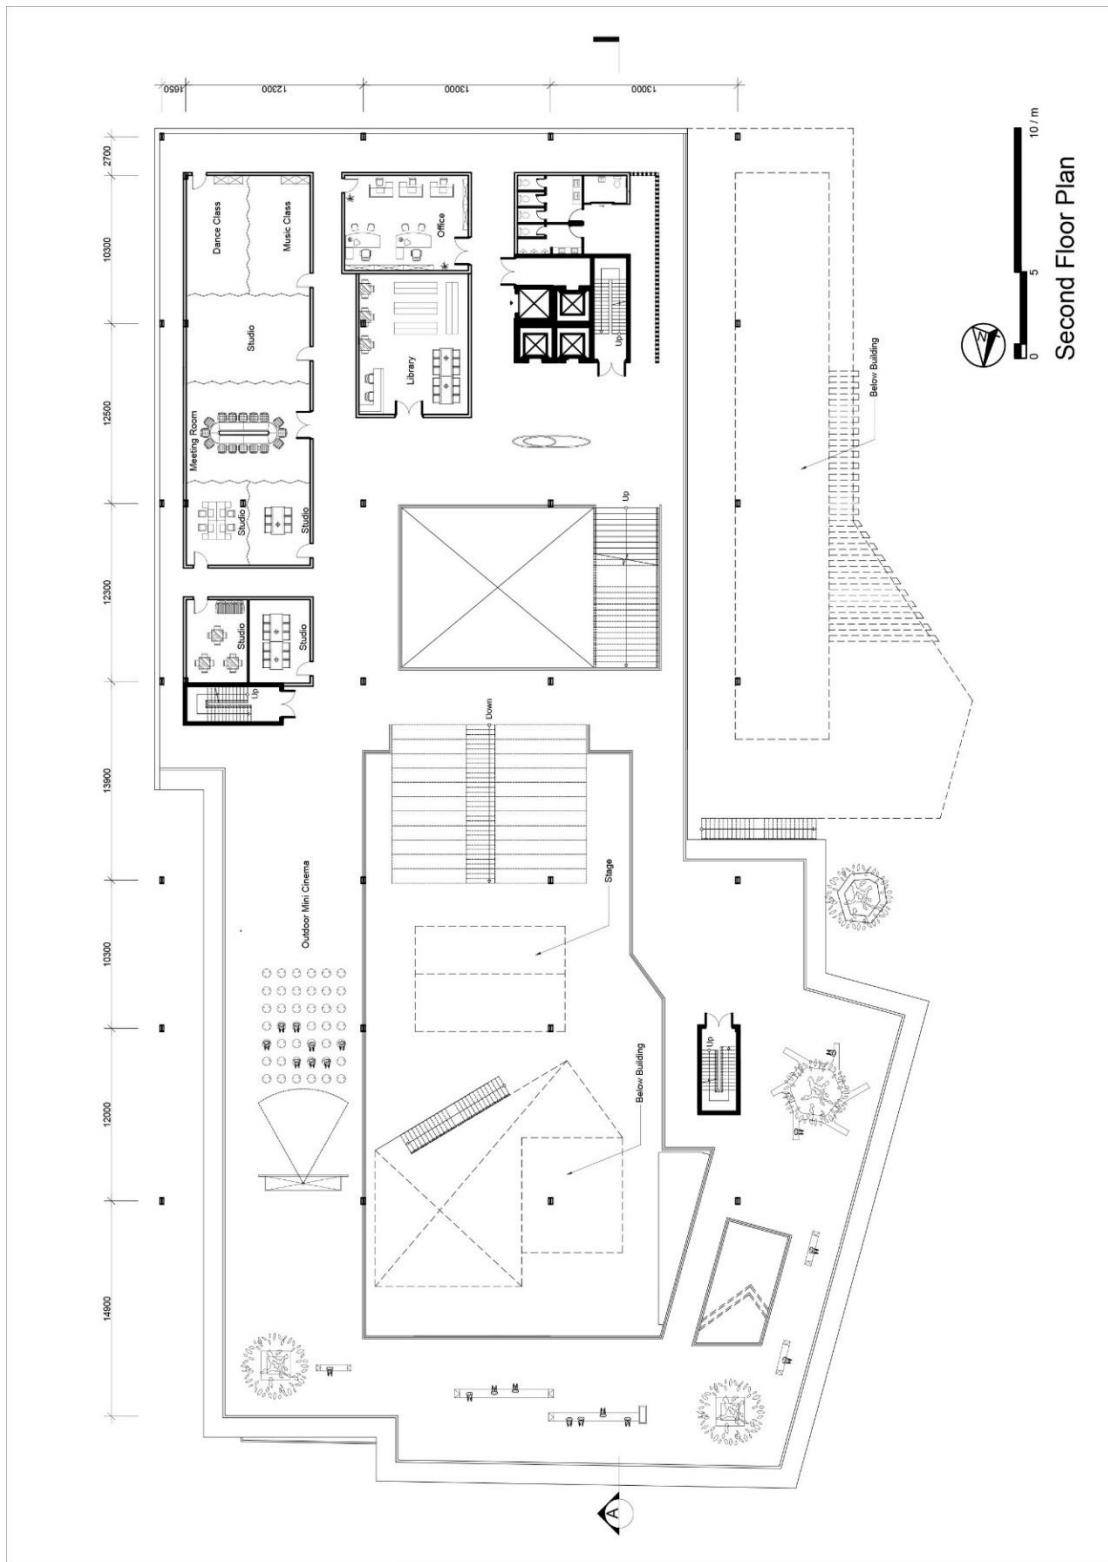 1650
12300
13000
13000
2700
10300
12500
12300
13900
10300
12000
14900
Dance Class
Music Class
Office
Studio
Library
Up
Meeting Room
Studio
Studio
Studio
Studio
Up
Up
Down
Outdoor Mini Cinema
Stage
Below Building
Up
Below Building
N
10 / m
5
0
Second Floor Plan
A